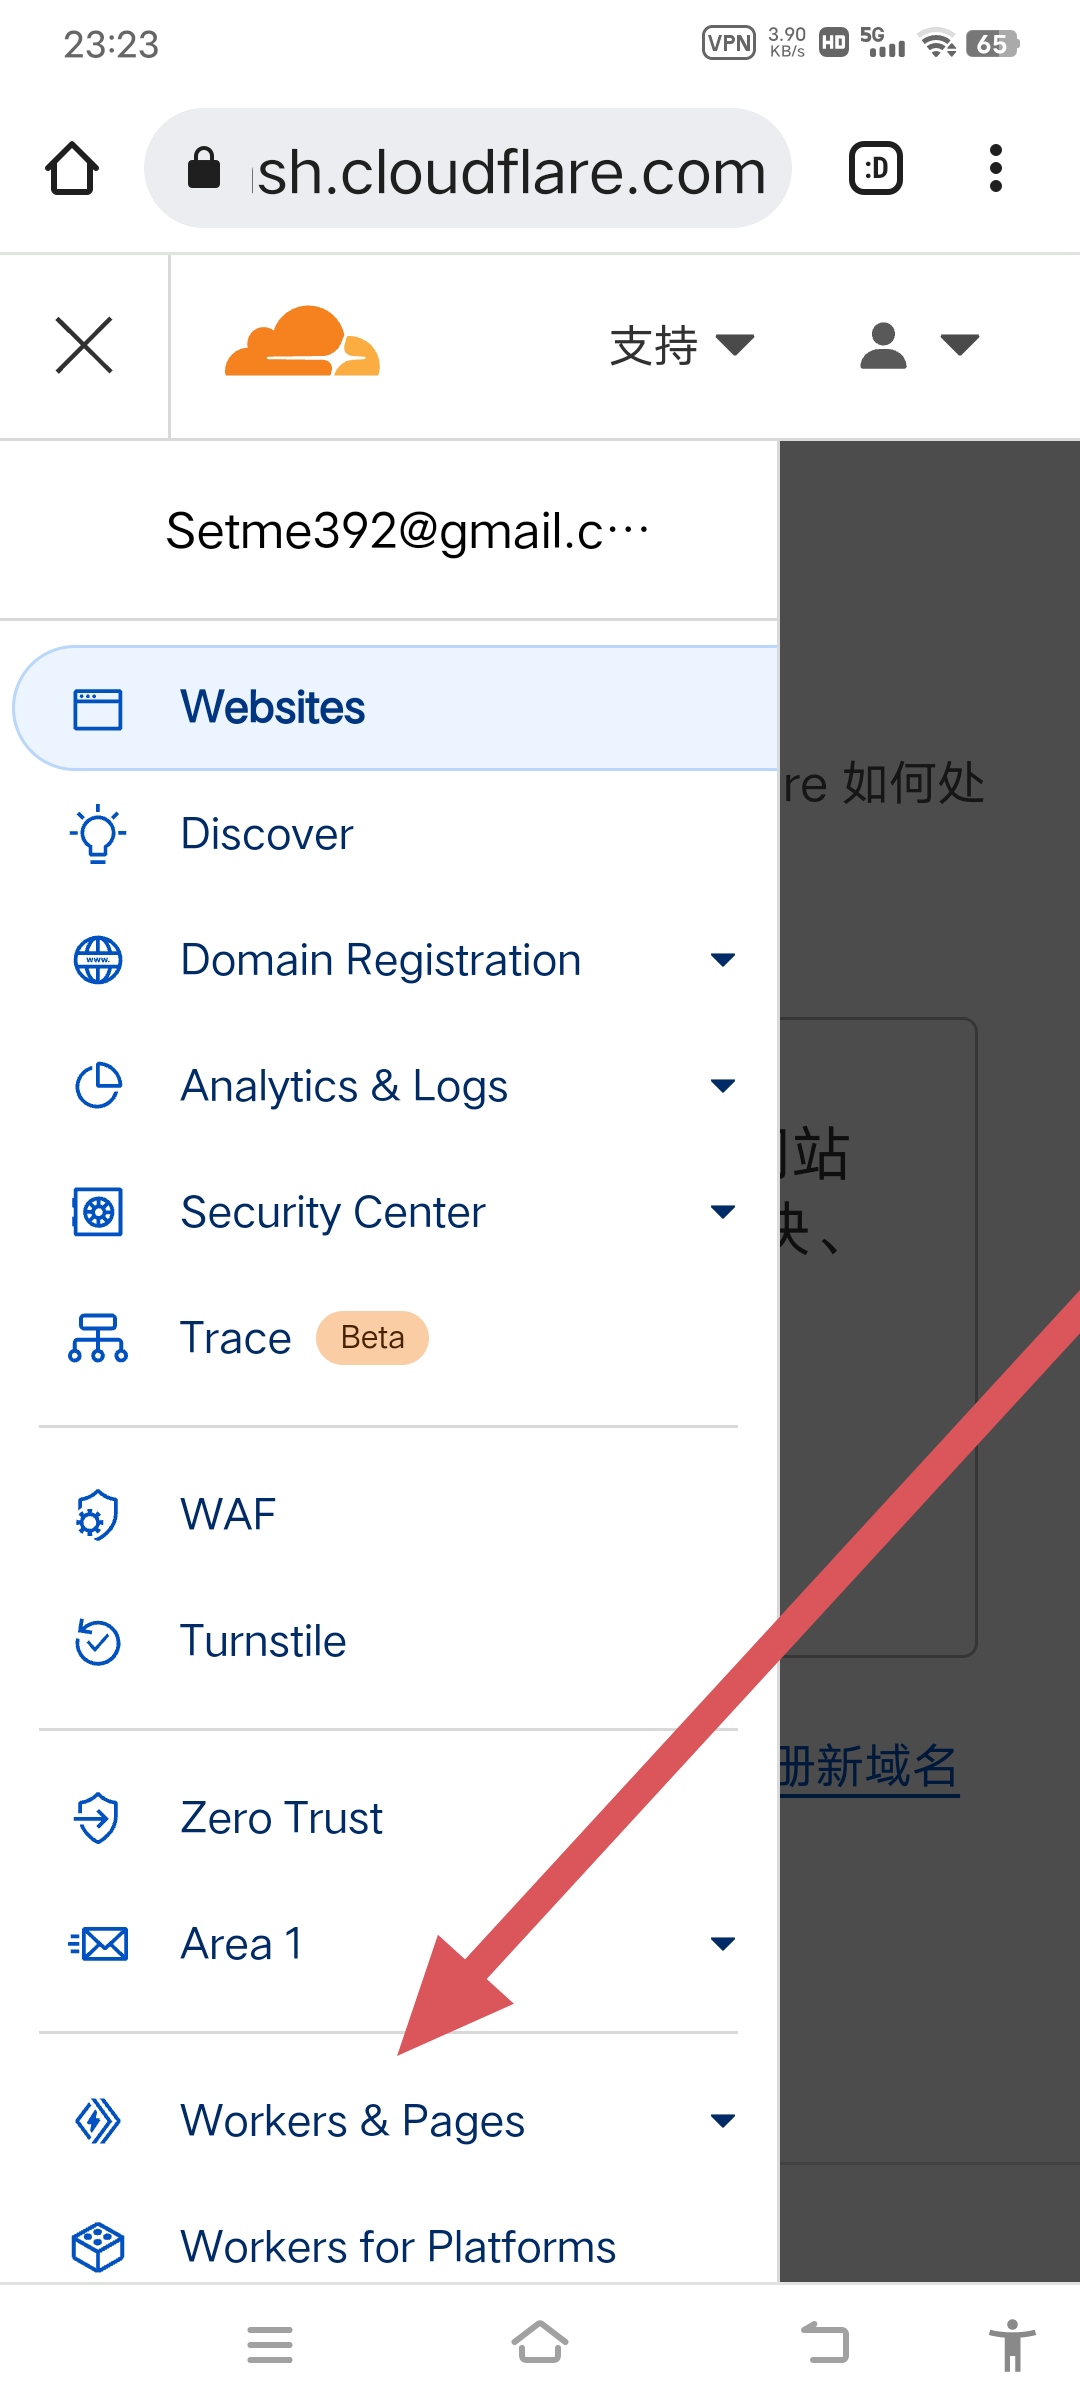 23:23
VPN
3.90
KB/s
HD
5G
65
sh.cloudflare.com
:D
支持
Setme392@gmail.c…
Websites
Discover
re 如何处
www.
Domain Registration
Analytics & Logs
站
Security Center
、
Trace
Beta
WAF
Turnstile
册新域名
Zero Trust
Area 1
Workers & Pages
Workers for Platforms